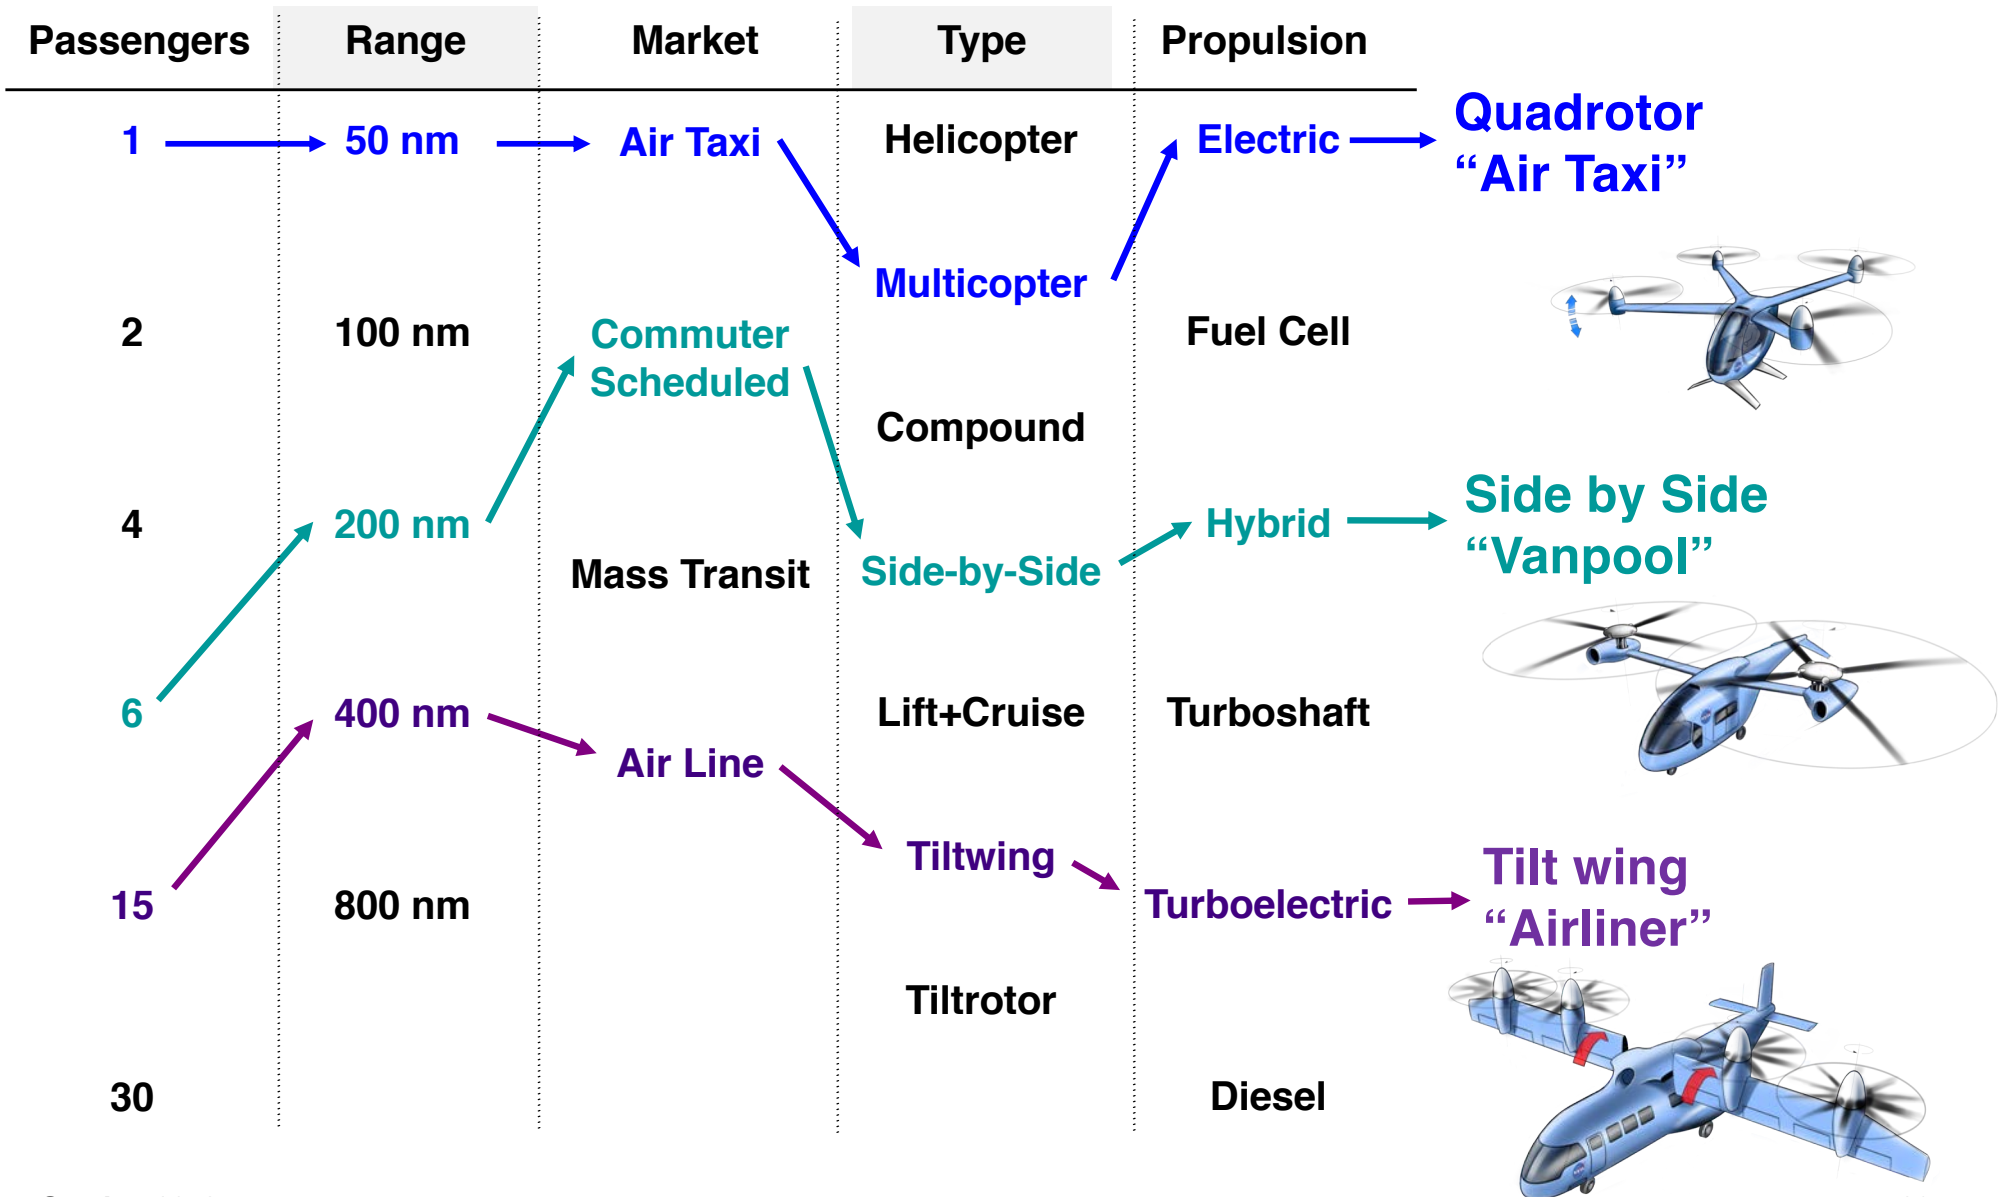 Passengers Range Market Type Propulsion
1 50 nm Air Taxi Helicopter Electric
Quadrotor
“Air Taxi”
Multicopter
2 100 nm Commuter
Scheduled
Fuel Cell
Compound
4 200 nm Hybrid
Side by Side
“Vanpool”
Mass Transit Side-by-Side
6 400 nm Lift+Cruise Turboshaft
Air Line
Tiltwing
Tilt wing
“Airliner”
15 800 nm Turboelectric
Tiltrotor
30 Diesel